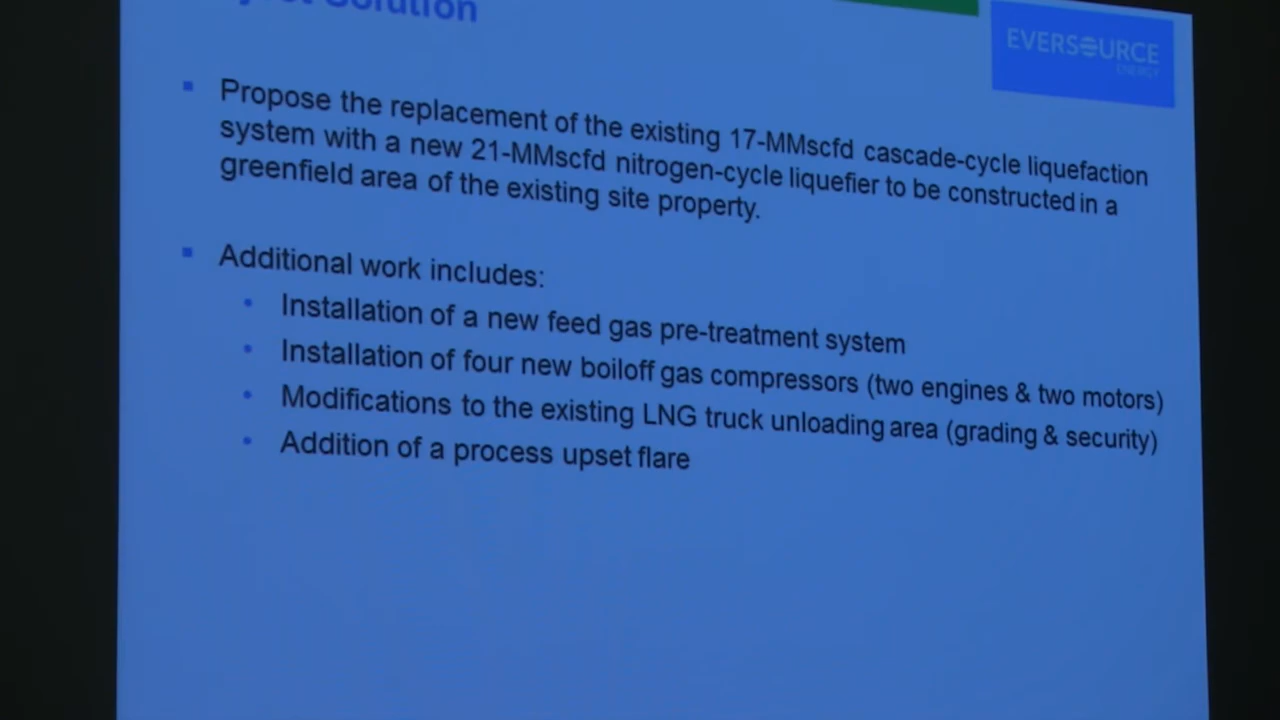 Solution
EVERSOURCE
ENERGY
Propose the replacement of the existing 17-MMscfd cascade-cycle liquefaction
system with a new 21-MMscfd nitrogen-cycle liquefier to be constructed in a
greenfield area of the existing site property.
Additional work includes:
Installation of a new feed gas pre-treatment system
Installation of four new boiloff gas compressors (two engines & two motors)
Modifications to the existing LNG truck unloading area (grading & security)
Addition of a process upset flare